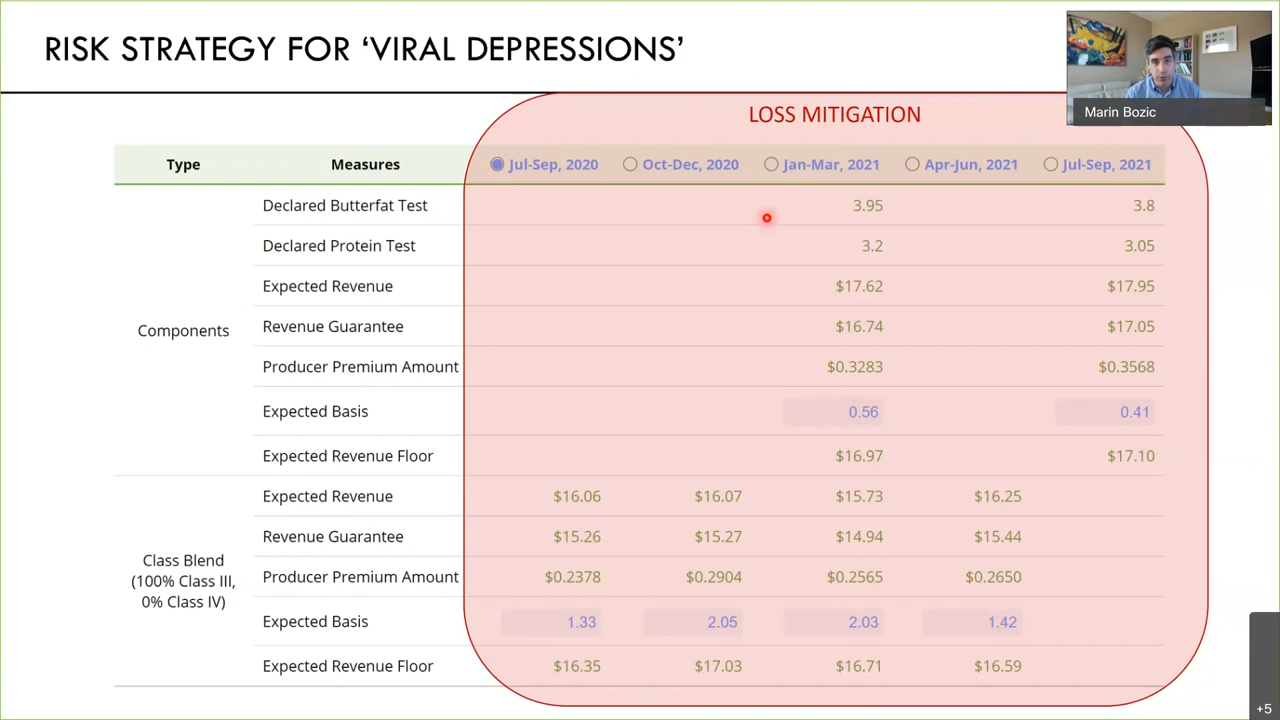 RISK STRATEGY FOR ‘VIRAL DEPRESSIONS’
Marin Bozic
LOSS MITIGATION
Type Measures Jul-Sep, 2020 Oct-Dec, 2020 Jan-Mar, 2021 Apr-Jun, 2021 Jul-Sep, 2021
Declared Butterfat Test 3.95 3.8
Declared Protein Test 3.2 3.05
Expected Revenue $17.62 $17.95
Components
Revenue Guarantee $16.74 $17.05
Producer Premium Amount $0.3283 $0.3568
Expected Basis 0.56 0.41
Expected Revenue Floor $16.97 $17.10
Expected Revenue $16.06 $16.07 $15.73 $16.25
Revenue Guarantee $15.26 $15.27 $14.94 $15.44
Class Blend
(100% Class III,
0% Class IV)
Producer Premium Amount $0.2378 $0.2904 $0.2565 $0.2650
Expected Basis 1.33 2.05 2.03 1.42
Expected Revenue Floor $16.35 $17.03 $16.71 $16.59
+5